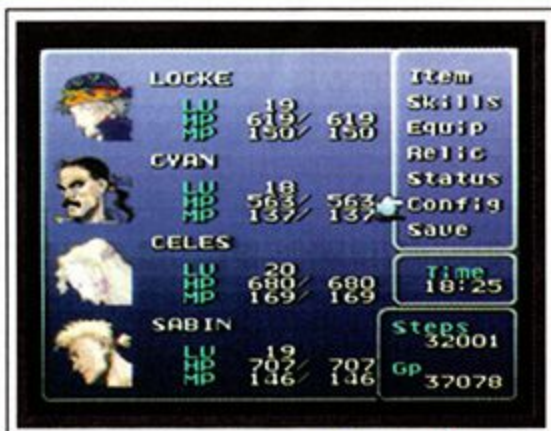 LOCKE
LV 19
HP 619/ 619
MP 150/ 150
CYAN
LV 18
HP 563/ 563
MP 137/ 137
CELES
LV 20
HP 680/ 680
MP 169/ 169
SABIN
LV 19
HP 707/ 707
MP 146/ 146
Item
Skills
Equip
Relic
Status
Config
Save
Time
18:25
Steps
32001
Gp
37078